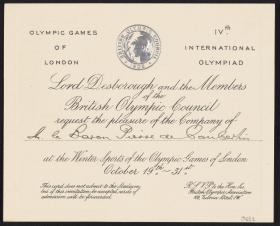 OLYMPIC GAMES
OF
LONDON
IVth
INTERNATIONAL
OLYMPIAD
Lord Desborough and the Members
of the
British Olympic Council
request the pleasure of the Company of
M. le Baron Pierre de Coubertin
at the Winter Sports of the Olympic Games of London
October 19th - 31st
This card does not admit to the Meetings,
but if this invitation be accepted, cards of
admission will be forwarded.
R.S.V.P. to the Hon. Sec.
British Olympic Association